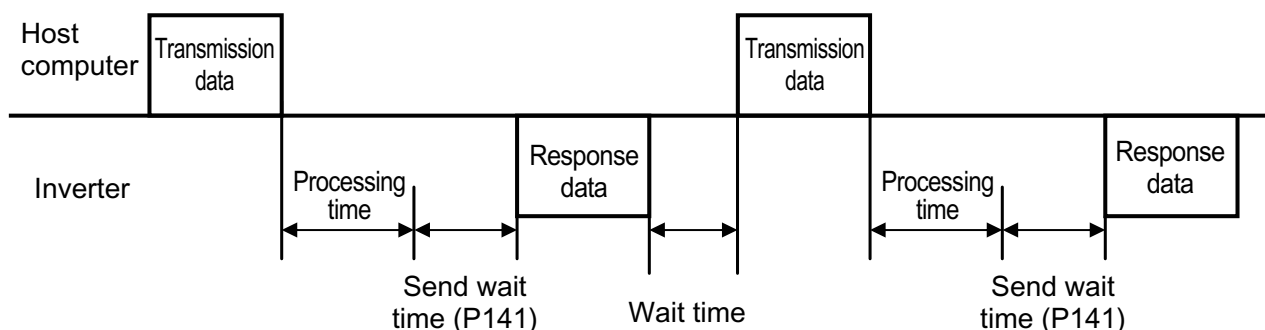 Host
computer
Transmission
data
Transmission
data
Inverter
Processing
time
Response
data
Processing
time
Response
data
Send wait
time (P141)
Wait time
Send wait
time (P141)